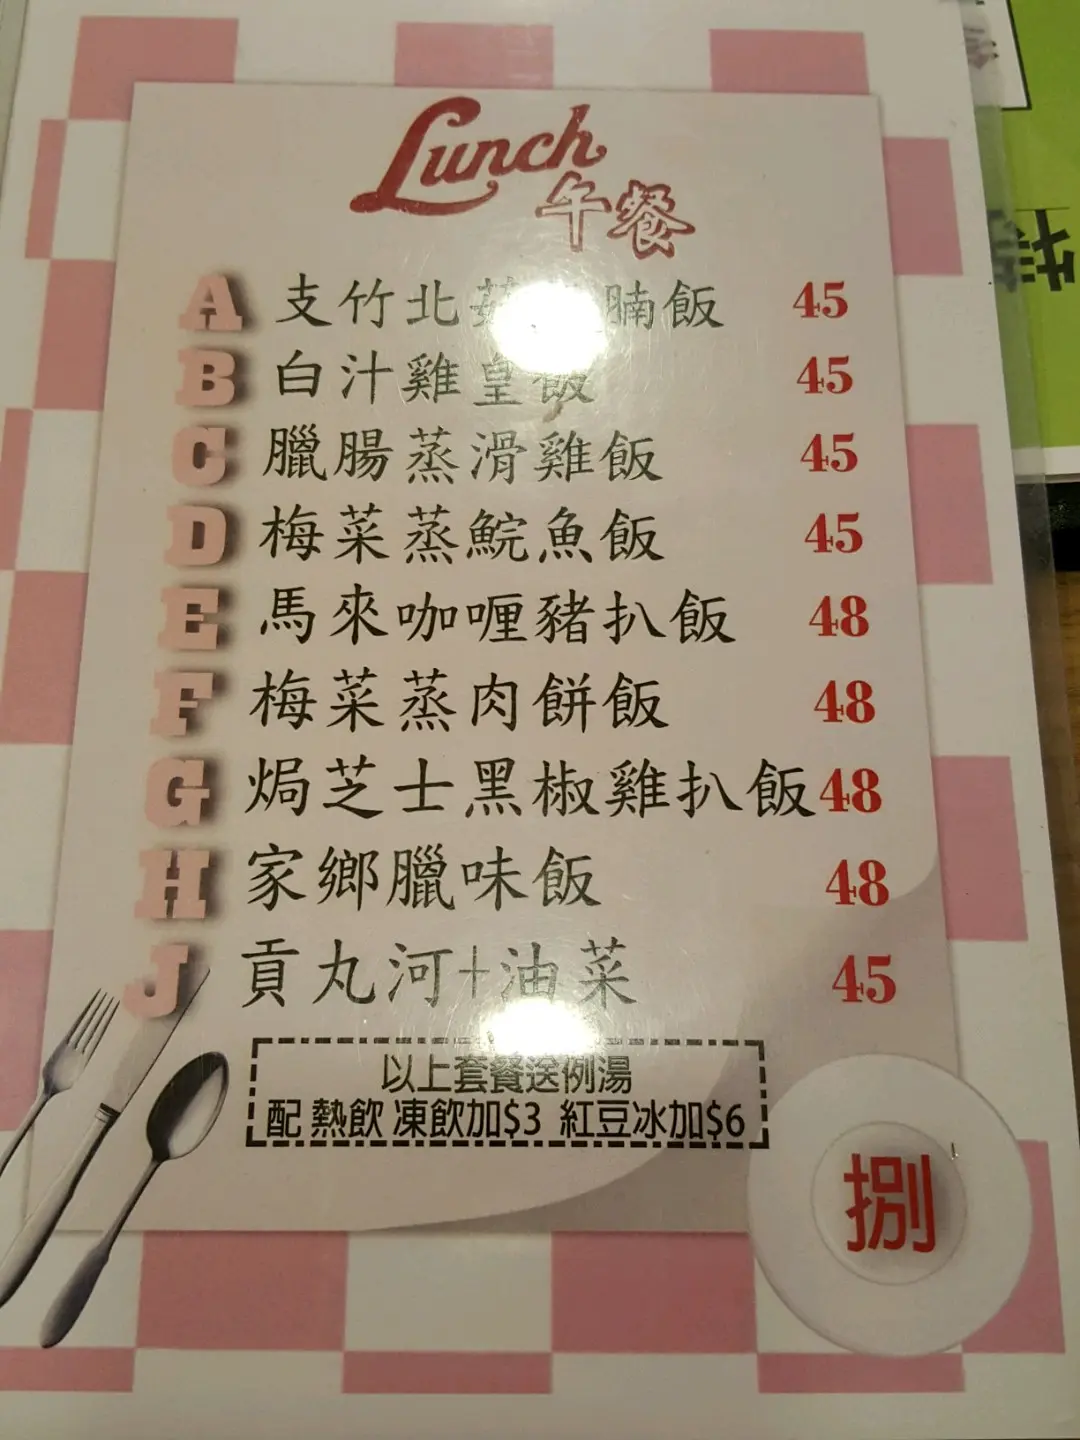 Lunch
午餐
A 支竹北菇 腩飯 45
B 白汁雞皇飯 45
C 臘腸蒸滑雞飯 45
D 梅菜蒸鯇魚飯 45
E 馬來咖喱豬扒飯 48
F 梅菜蒸肉餅飯 48
G 焗芝士黑椒雞扒飯 48
H 家鄉臘味飯 48
J 貢丸河+油菜 45
以上套餐送例湯
配 熱飲 凍飲加$3 紅豆冰加$6
捌
特